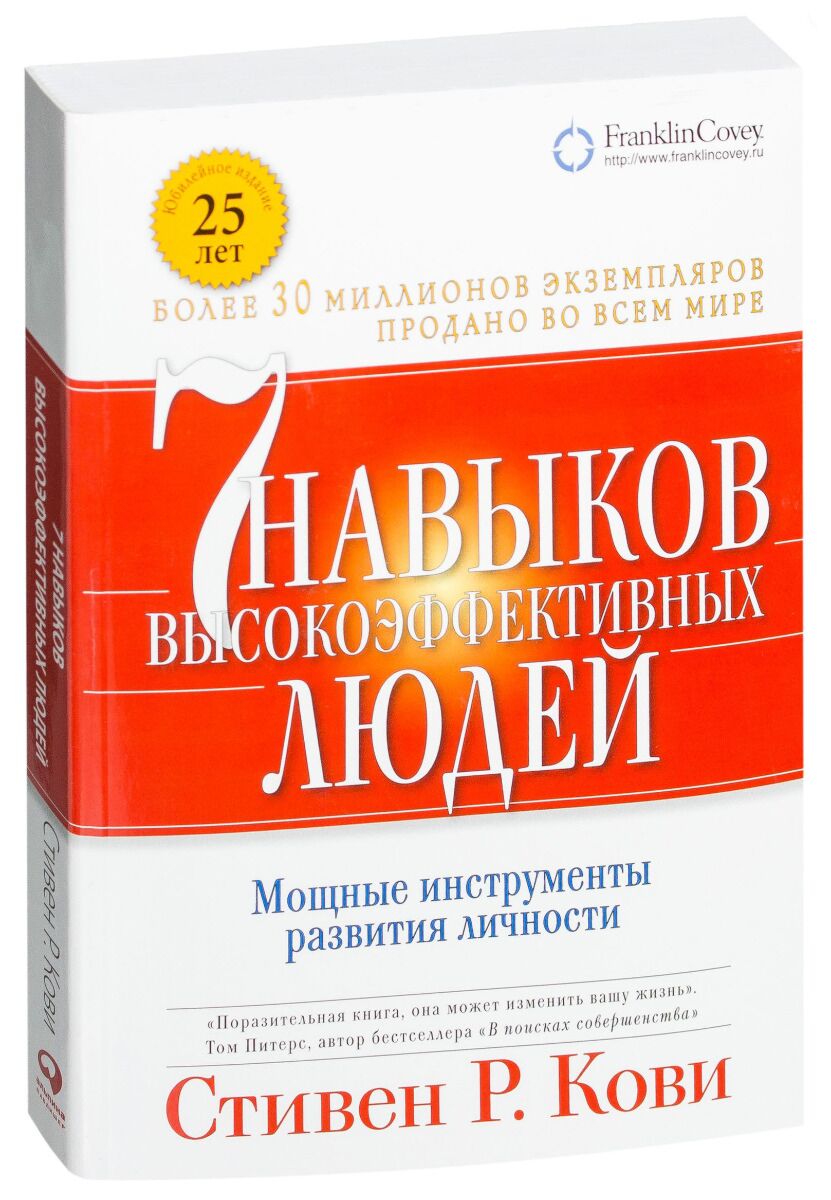 FranklinCovey
http://www.franklincovey.ru
Юбилейное издание
25
лет
БОЛЕЕ 30 МИЛЛИОНОВ ЭКЗЕМПЛЯРОВ
ПРОДАНО ВО ВСЕМ МИРЕ
7 НАВЫКОВ
ВЫСОКОЭФФЕКТИВНЫХ
ЛЮДЕЙ
Мощные инструменты
развития личности
«Поразительная книга, она может изменить вашу жизнь».
Том Питерс, автор бестселлера «В поисках совершенства»
Стивен Р. Кови
7 НАВЫКОВ
ВЫСОКОЭФФЕКТИВНЫХ ЛЮДЕЙ
СТИВЕН Р. КОВИ
АЛЬПИНА
ПАБЛИШЕР